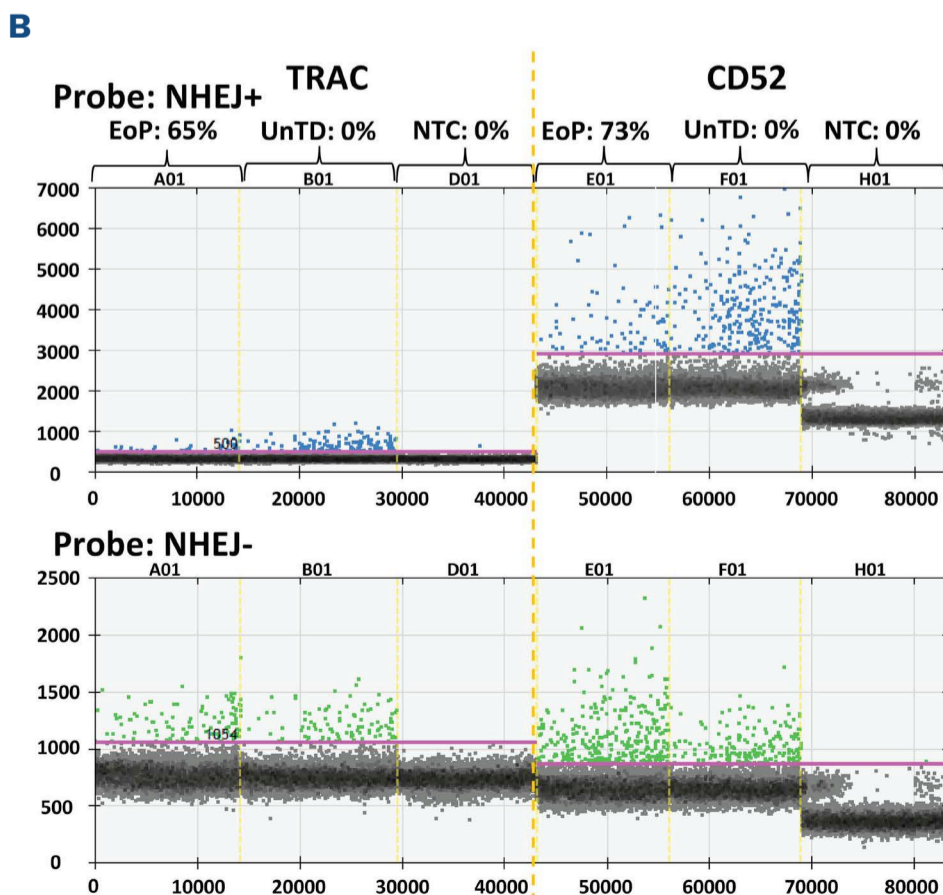 B
TRAC CD52
Probe: NHEJ+
EoP: 65% UnTD: 0% NTC: 0% EoP: 73% UnTD: 0% NTC: 0%
A01 B01 D01 E01 F01 H01
7000
6000
5000
4000
3000
2000
1000
500
0
0 10000 20000 30000 40000 50000 60000 70000 80000
Probe: NHEJ-
A01 B01 D01 E01 F01 H01
2500
2000
1500
1054
1000
500
0
0 10000 20000 30000 40000 50000 60000 70000 80000